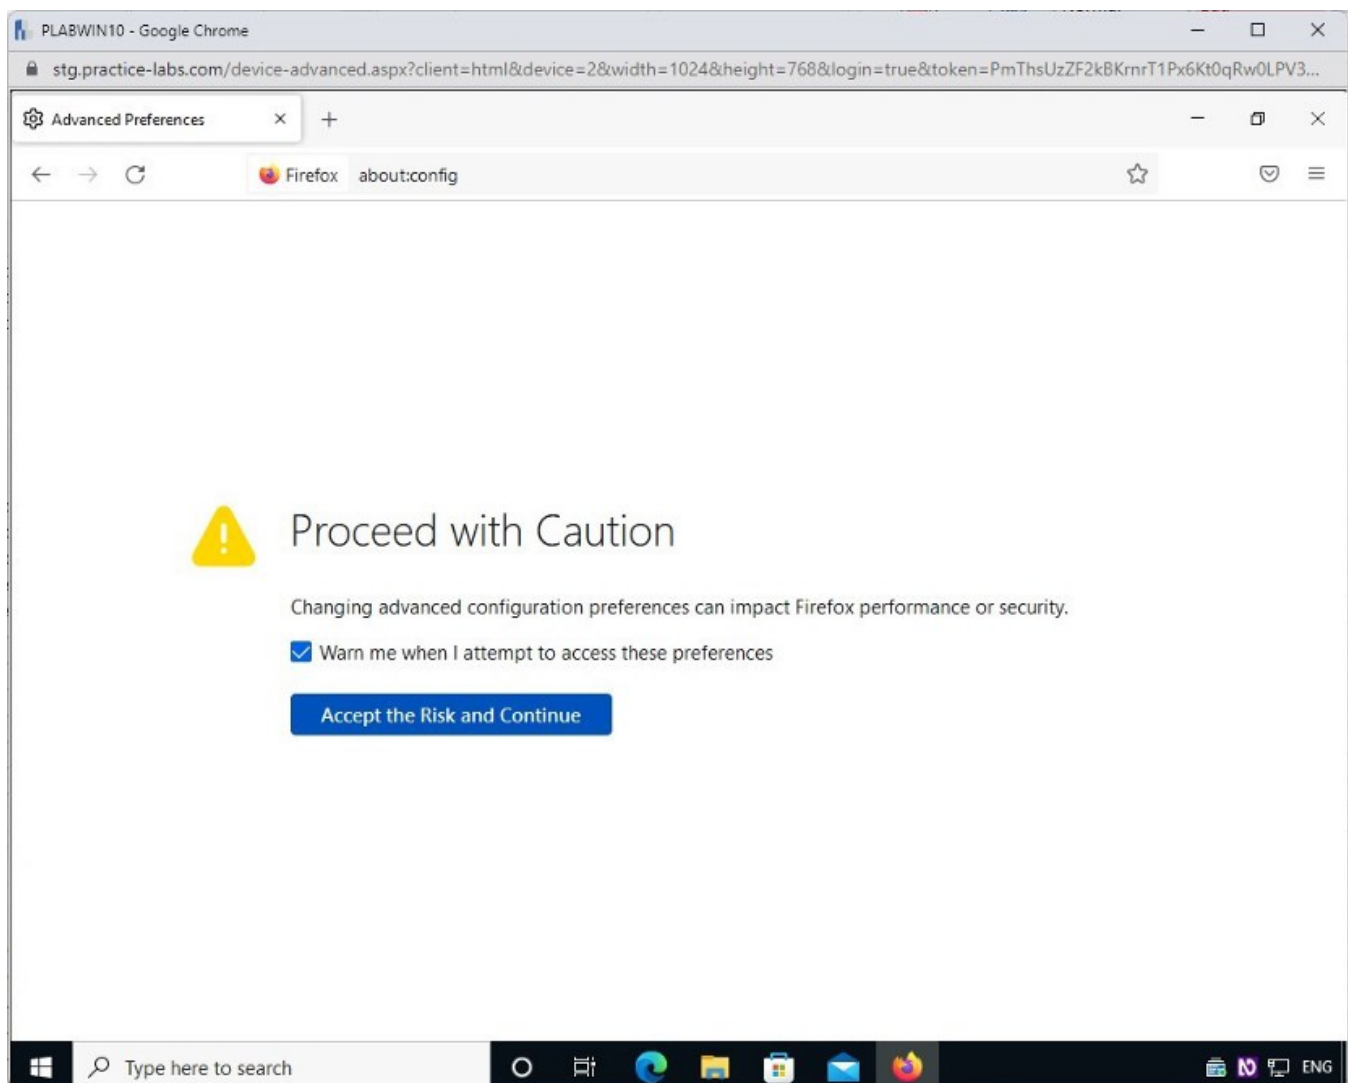 PLABWIN10 - Google Chrome
stg.practice-labs.com/device-advanced.aspx?client=html&device=2&width=1024&height=768&login=true&token=PmThsUzZF2kBKrnrT1Px6Kt0qRw0LPV3...
Advanced Preferences
Firefox about:config
Proceed with Caution
Changing advanced configuration preferences can impact Firefox performance or security.
Warn me when I attempt to access these preferences
Accept the Risk and Continue
Type here to search
ENG